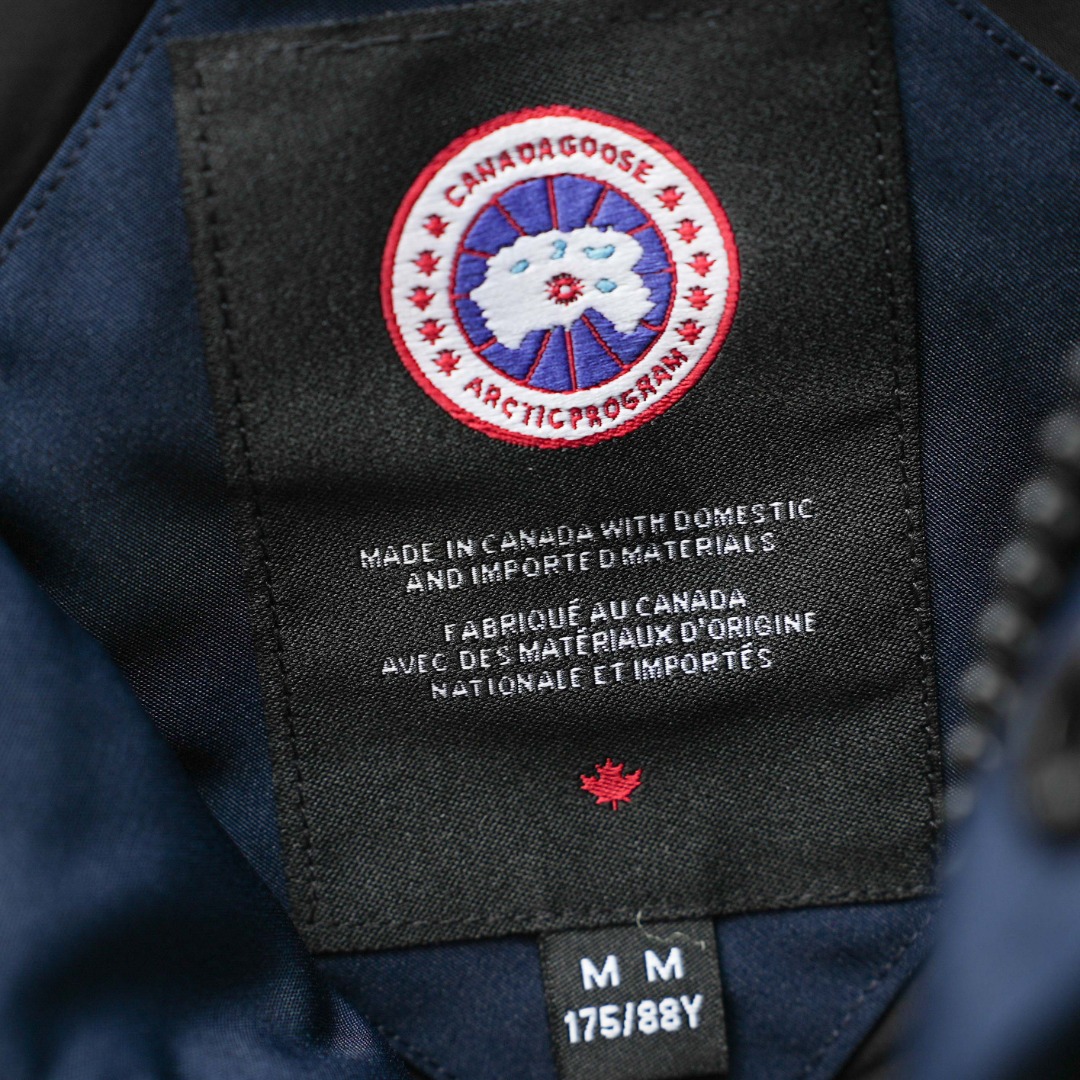 CANADA GOOSE
ARCTIC PROGRAM
MADE IN CANADA WITH DOMESTIC
AND IMPORTED MATERIALS
FABRIQUÉ AU CANADA
AVEC DES MATÉRIAUX D'ORIGINE
NATIONALE ET IMPORTÉS
M M
175/88Y